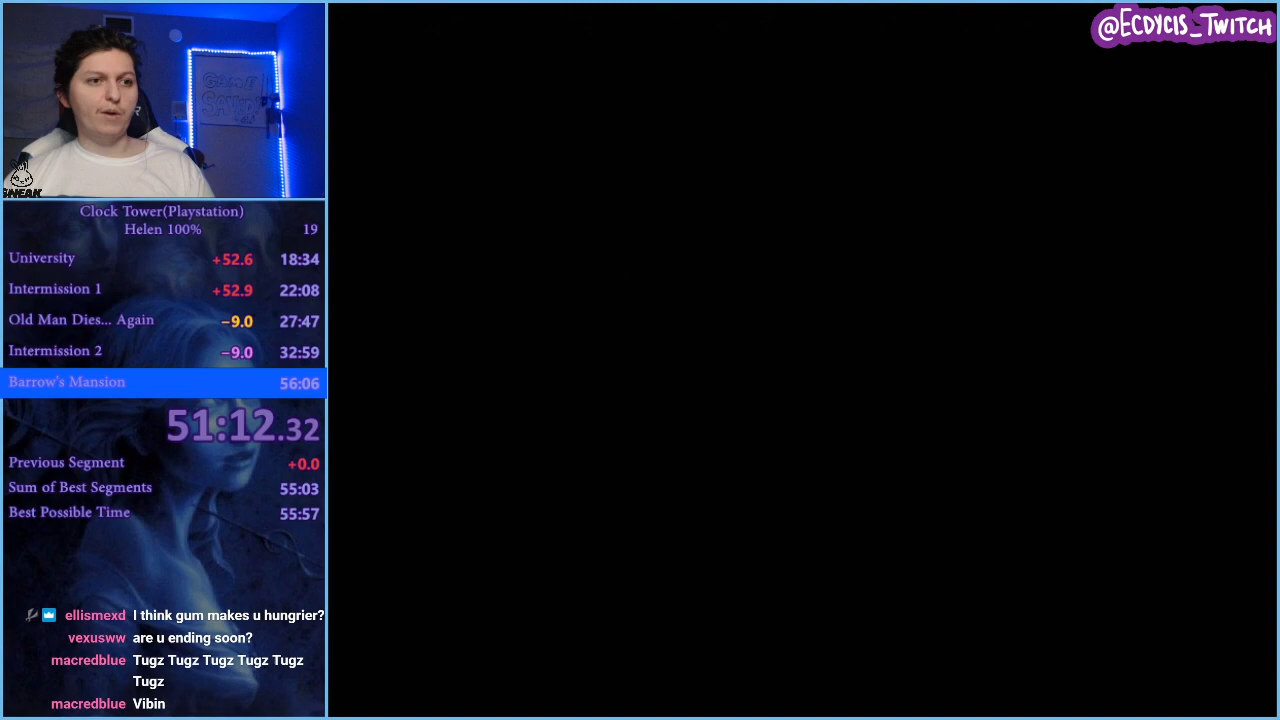 @ECDYCIS_TWITCH
GAME
SNEAK
Clock Tower(Playstation)
Helen 100% 19
University +52.6 18:34
Intermission 1 +52.9 22:08
Old Man Dies... Again −9.0 27:47
Intermission 2 −9.0 32:59
Barrow's Mansion 56:06
51:12.32
Previous Segment +0.0
Sum of Best Segments 55:03
Best Possible Time 55:57
ellismexd I think gum makes u hungrier?
vexusww are u ending soon?
macredblue Tugz Tugz Tugz Tugz Tugz
Tugz
macredblue Vibin